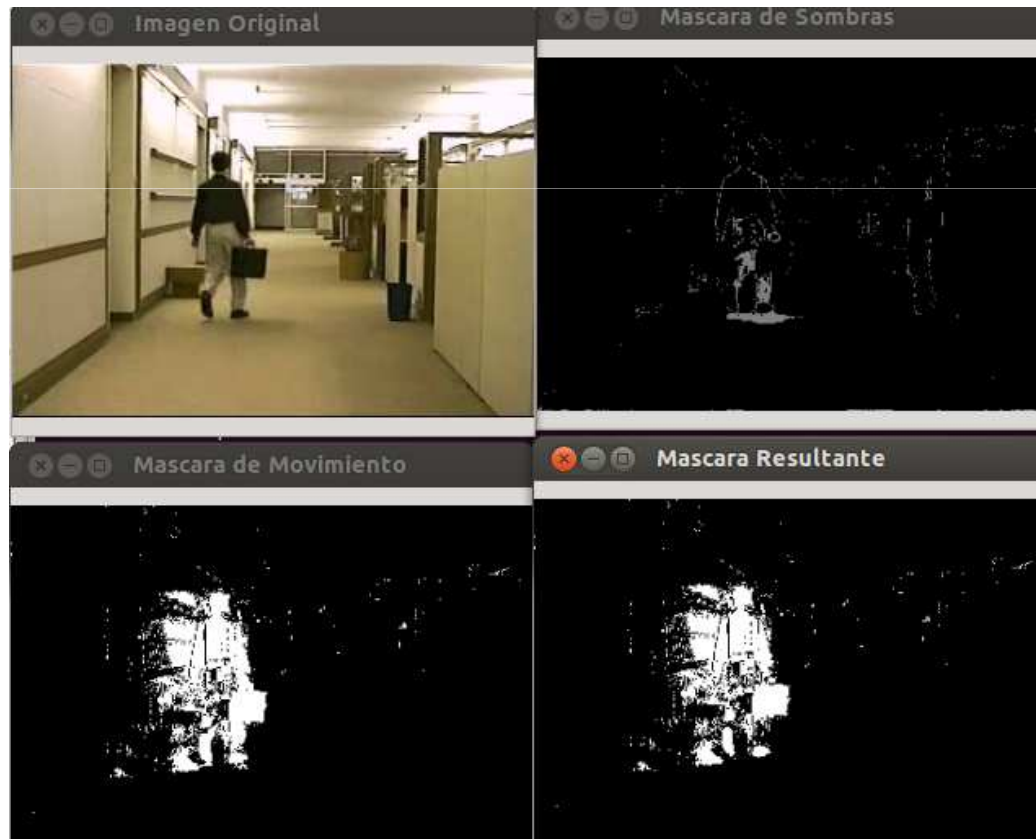 Imagen Original
Mascara de Sombras
Mascara de Movimiento
Mascara Resultante